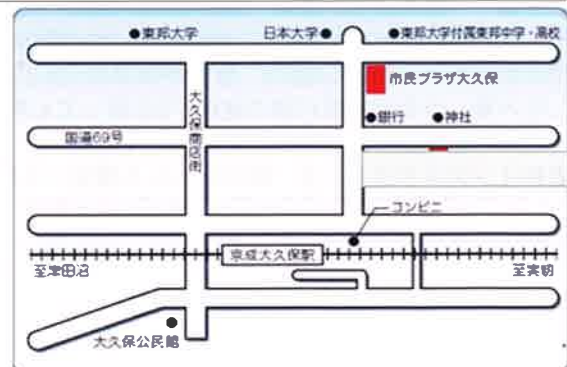 ●東邦大学
日本大学●
●東邦大学付属東邦中学・高校
市民プラザ大久保
大久保商店街
●銀行
●神社
国道69号
コンビニ
京成大久保駅
至津田沼
至実籾
大久保公民館